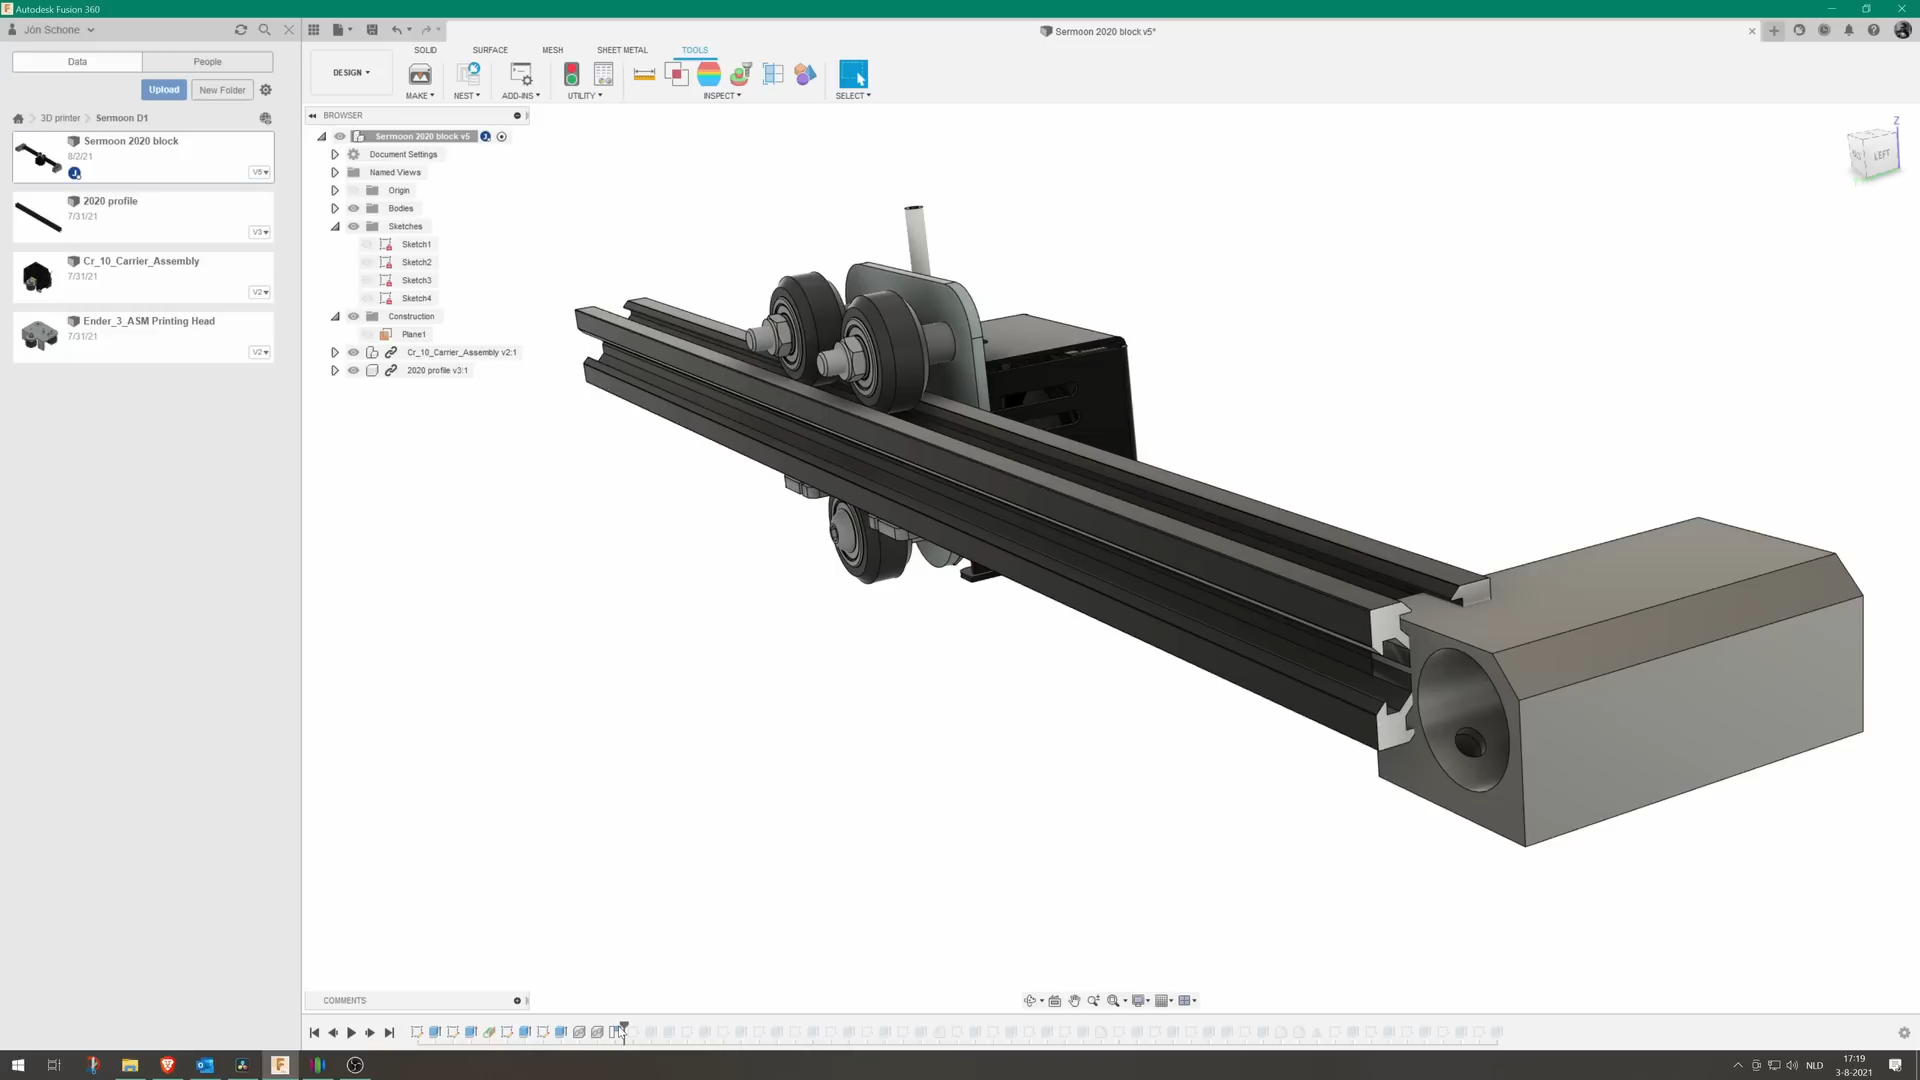 Autodesk Fusion 360
Jón Schone
Sermoon 2020 block v5*
Data
People
Upload
New Folder
3D printer
Sermoon D1
Sermoon 2020 block
8/2/21
V5
2020 profile
7/31/21
V3
Cr_10_Carrier_Assembly
7/31/21
V2
Ender_3_ASM Printing Head
7/31/21
V2
DESIGN
SOLID
SURFACE
MESH
SHEET METAL
TOOLS
MAKE
NEST
ADD-INS
UTILITY
INSPECT
SELECT
BROWSER
Sermoon 2020 block v5
Document Settings
Named Views
Origin
Bodies
Sketches
Sketch1
Sketch2
Sketch3
Sketch4
Construction
Plane1
Cr_10_Carrier_Assembly v2:1
2020 profile v3:1
Z
LEFT
COMMENTS
NLD
17:19
3-8-2021